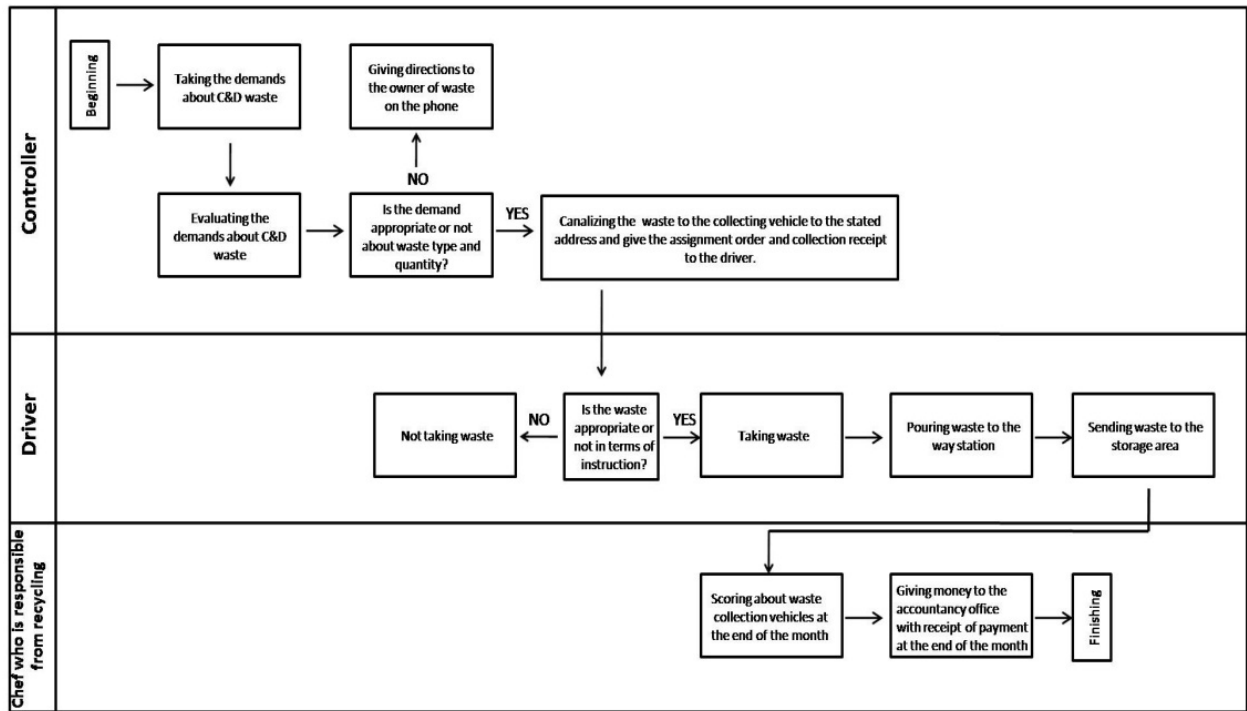 Controller
Beginning
Taking the demands
about C&D waste
Giving directions to
the owner of waste
on the phone
NO
Evaluating the
demands about C&D
waste
Is the demand
appropriate or not
about waste type and
quantity?
YES
Canalizing the waste to the collecting vehicle to the stated
address and give the assignment order and collection receipt
to the driver.
Driver
Not taking waste
NO
Is the waste
appropriate or
not in terms of
instruction?
YES
Taking waste
Pouring waste to the
way station
Sending waste to the
storage area
Chef who is responsible
from recycling
Scoring about waste
collection vehicles at
the end of the month
Giving money to the
accountancy office
with receipt of payment
at the end of the month
Finishing